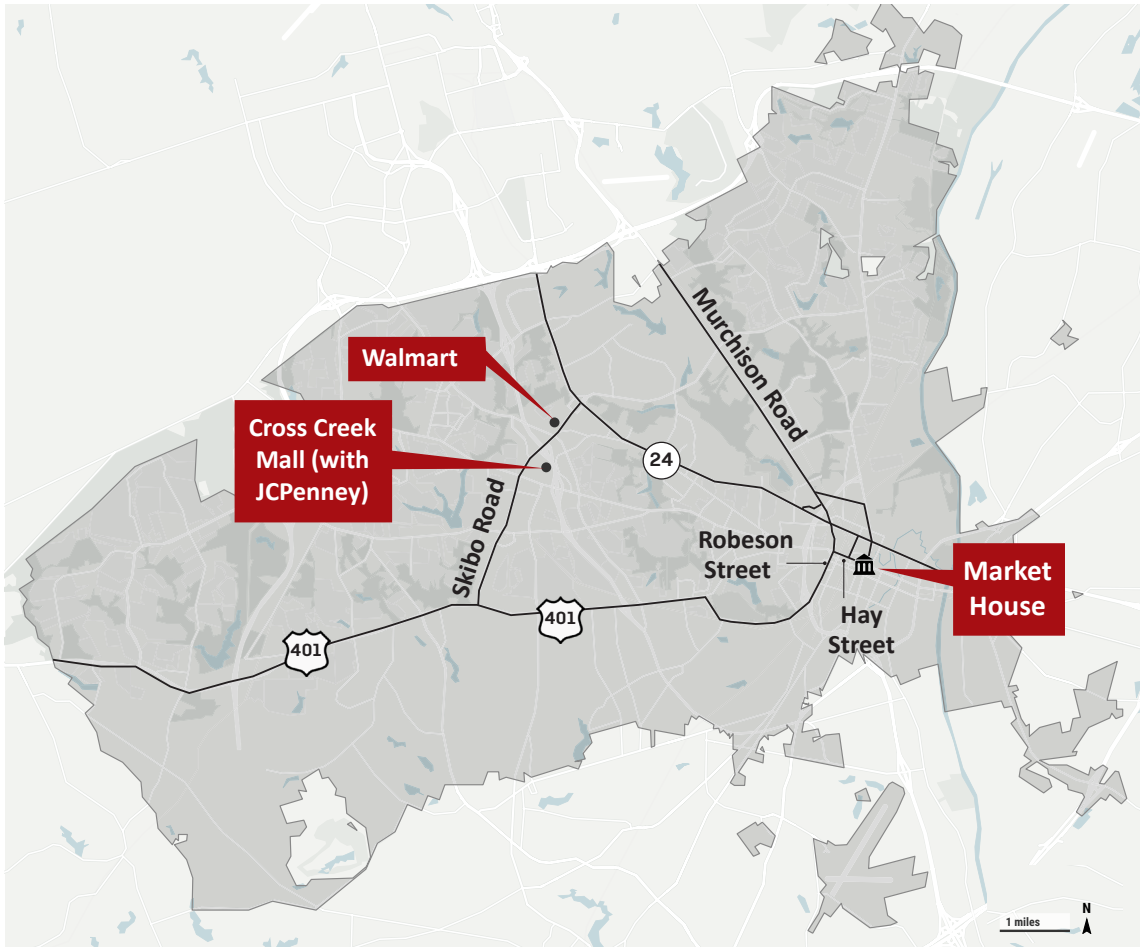 Murchison Road
Walmart
Cross Creek
Mall (with
JCPenney)
24
Skibo Road
Robeson
Street
Market
House
Hay
Street
401
401
1 miles
N